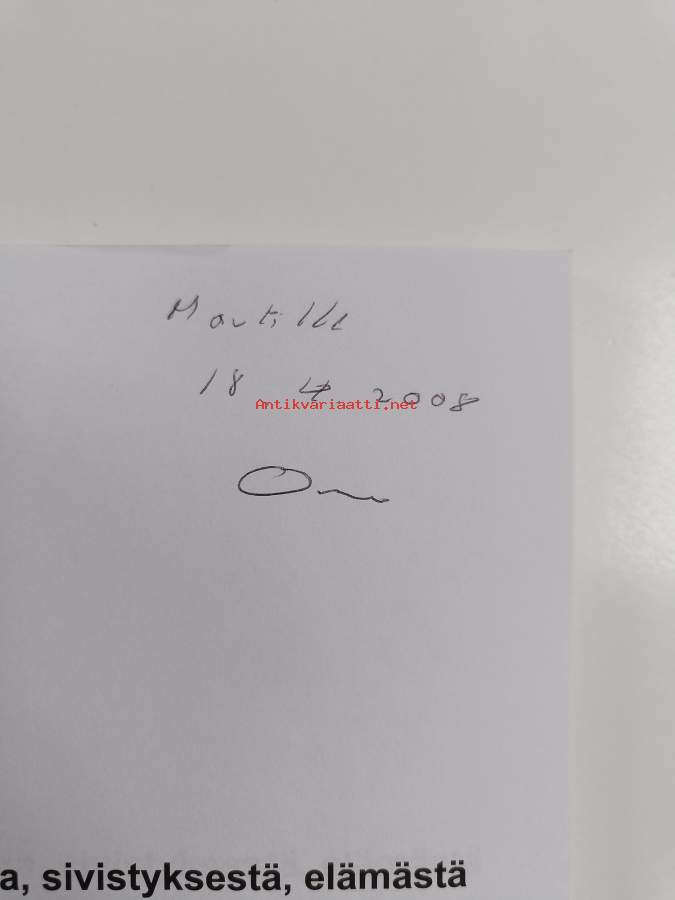 Martille
18 4 2008
Antikvariaatti.net
a, sivistyksestä, elämästä